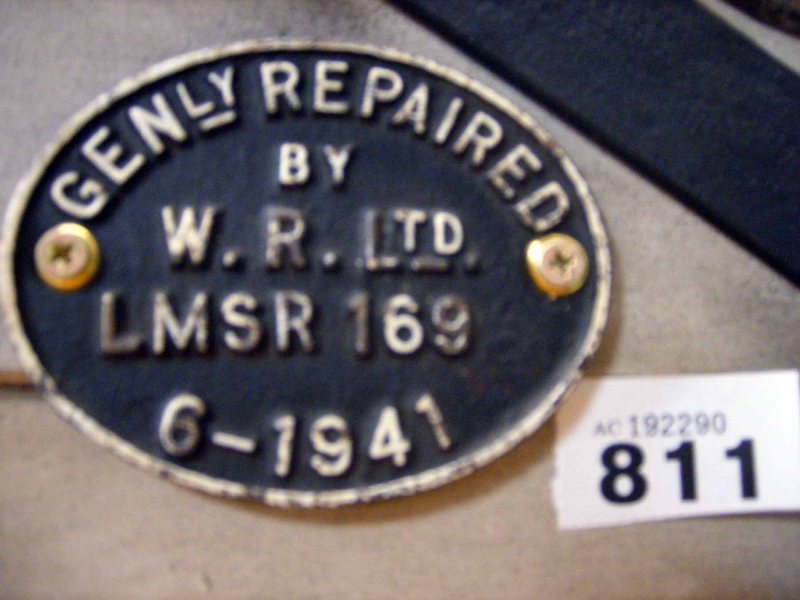 GENLY REPAIRED
BY
W. R. LTD.
LMSR 169
6-1941
AC 192290
811